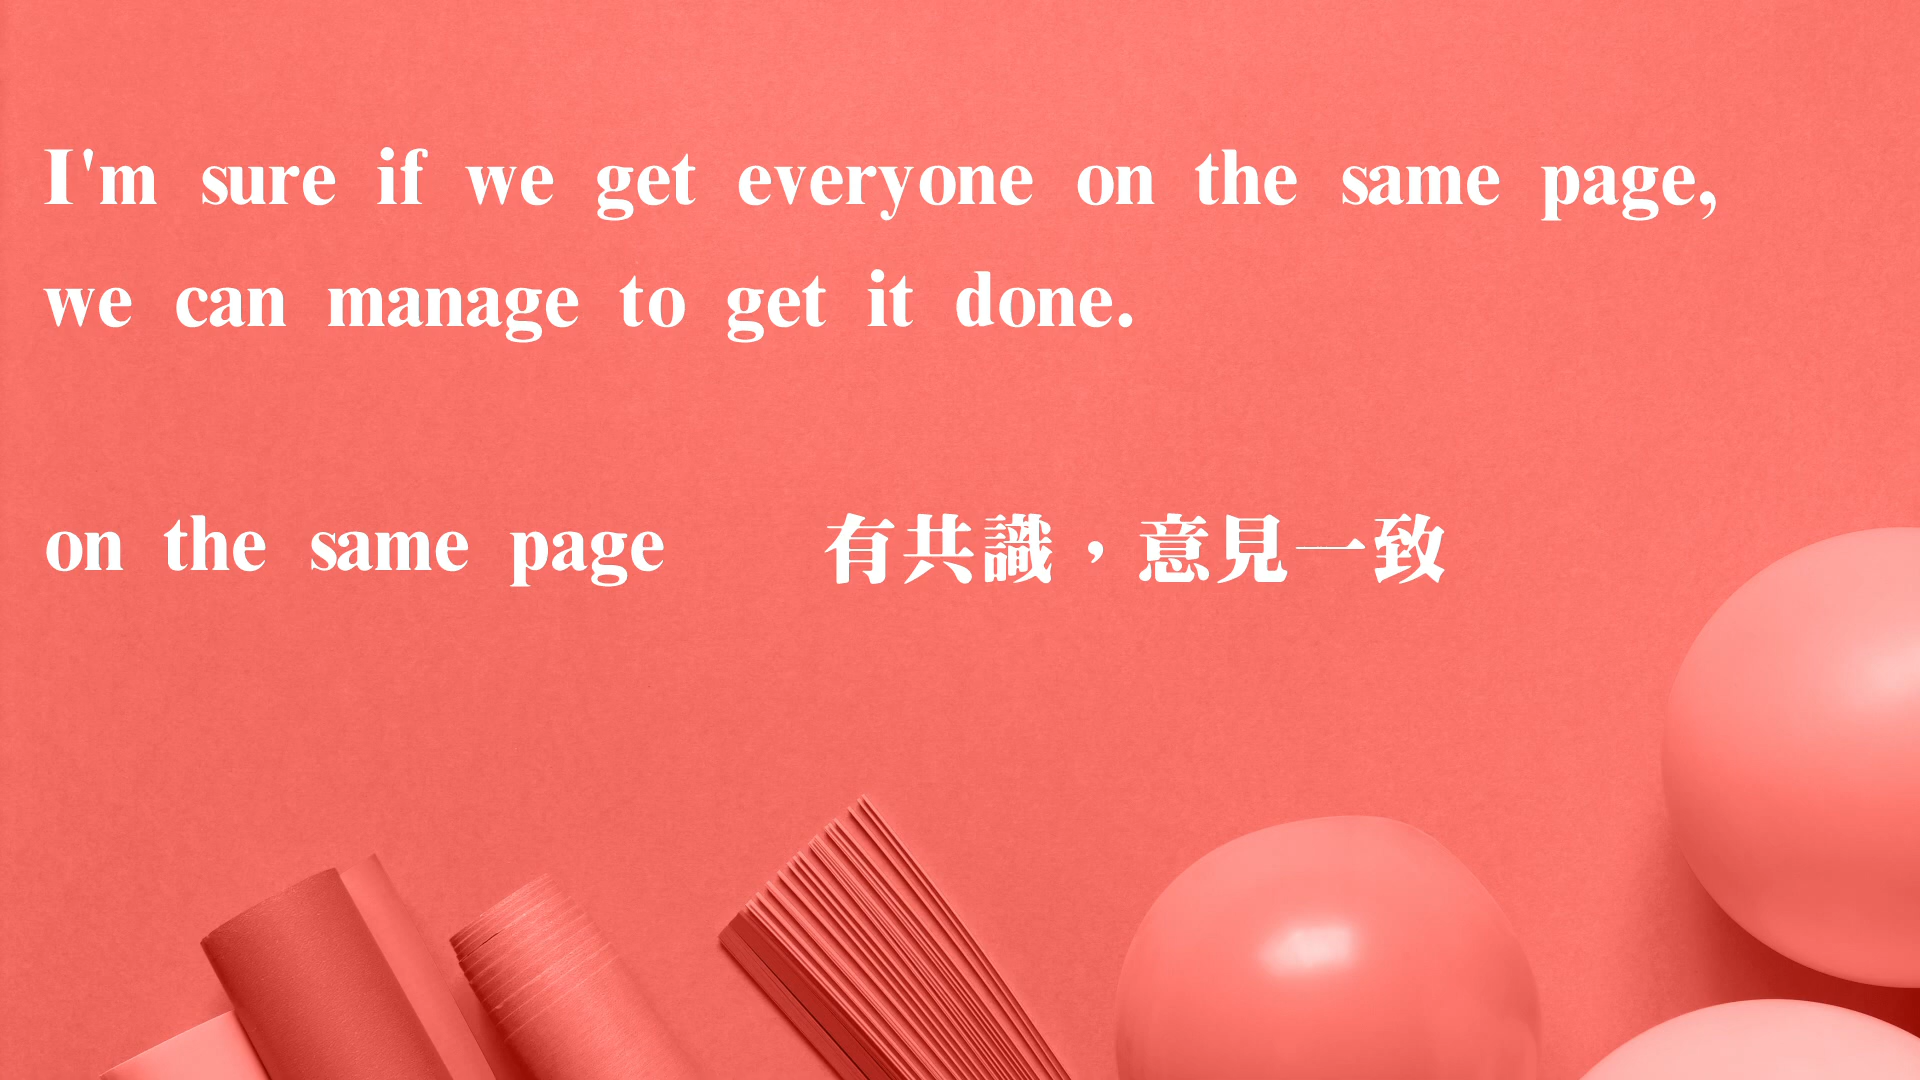 I'm sure if we get everyone on the same page,
we can manage to get it done.
on the same page 有共識，意見一致